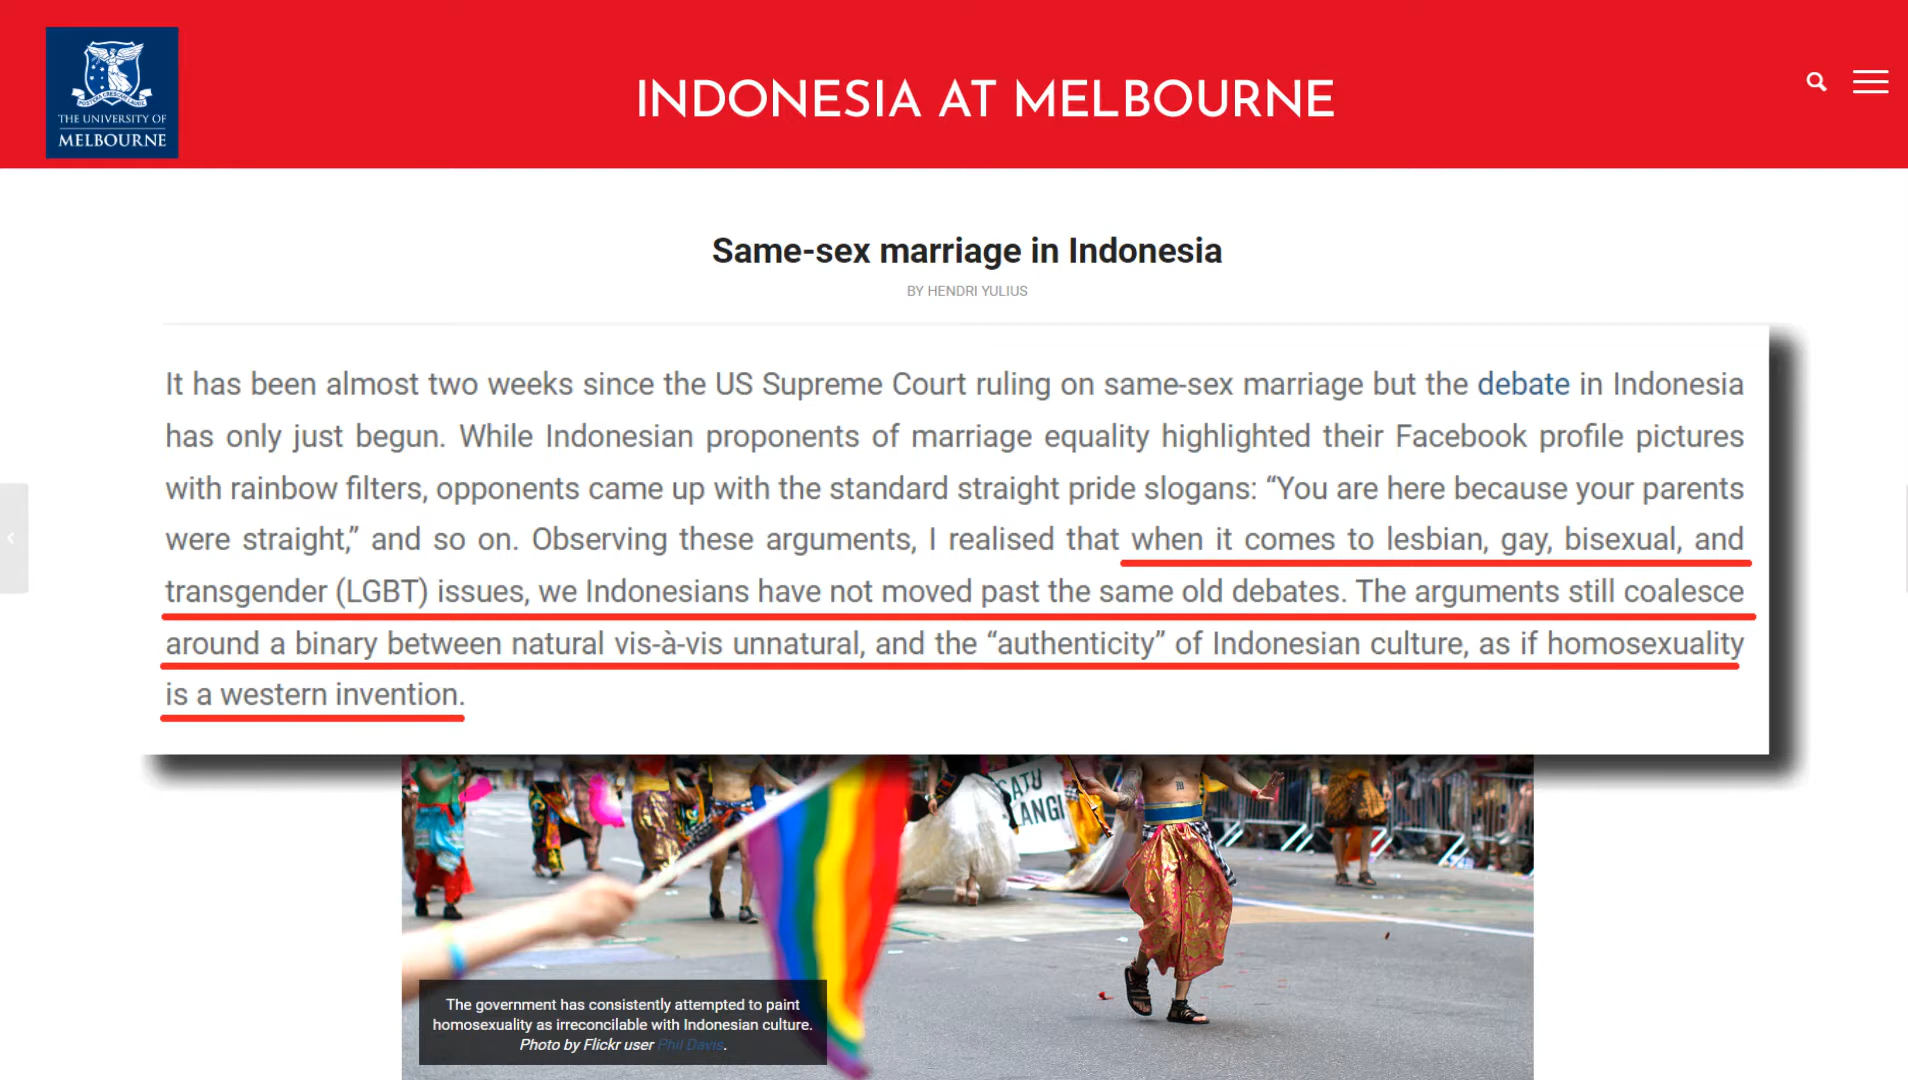 POSTERA CRESCAM LAUDE
THE UNIVERSITY OF
MELBOURNE
INDONESIA AT MELBOURNE
Same-sex marriage in Indonesia
BY HENDRI YULIUS
It has been almost two weeks since the US Supreme Court ruling on same-sex marriage but the debate in Indonesia
has only just begun. While Indonesian proponents of marriage equality highlighted their Facebook profile pictures
with rainbow filters, opponents came up with the standard straight pride slogans: “You are here because your parents
were straight,” and so on. Observing these arguments, I realised that when it comes to lesbian, gay, bisexual, and
transgender (LGBT) issues, we Indonesians have not moved past the same old debates. The arguments still coalesce
around a binary between natural vis-à-vis unnatural, and the “authenticity” of Indonesian culture, as if homosexuality
is a western invention.
SATU
The government has consistently attempted to paint
homosexuality as irreconcilable with Indonesian culture.
Photo by Flickr user Phil Davis.